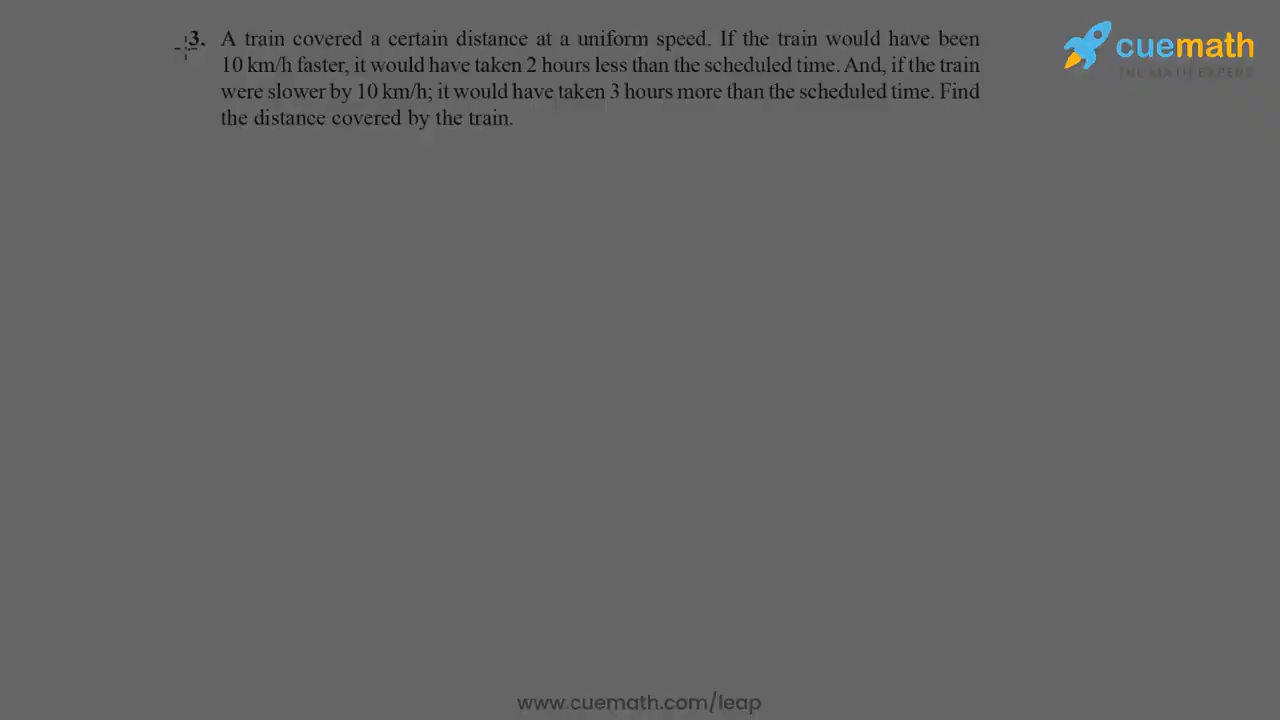 3. A train covered a certain distance at a uniform speed. If the train would have been
10 km/h faster, it would have taken 2 hours less than the scheduled time. And, if the train
were slower by 10 km/h; it would have taken 3 hours more than the scheduled time. Find
the distance covered by the train.
cuemath
THE MATH EXPERT
www.cuemath.com/leap